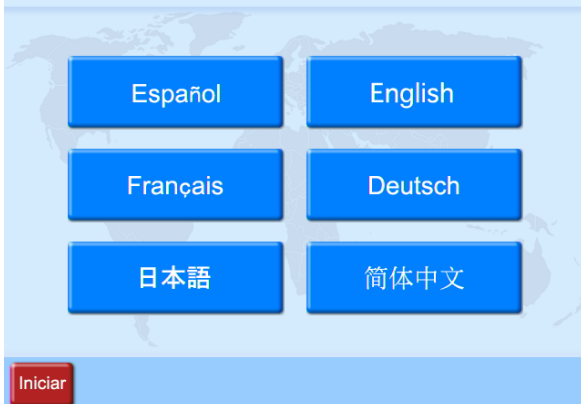 Español
English
Français
Deutsch
日本語
简体中文
Iniciar